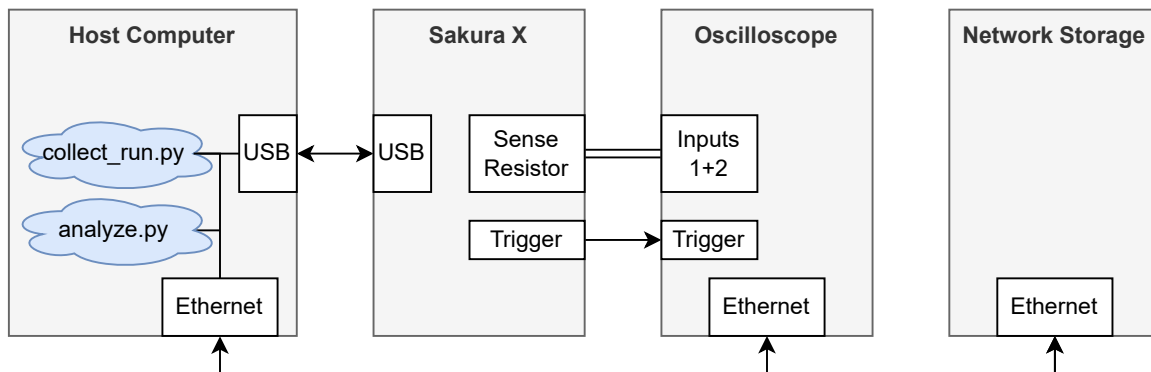 Host Computer
Sakura X
Oscilloscope
Network Storage
collect_run.py
USB
USB
Sense
Resistor
Inputs
1+2
analyze.py
Trigger
Trigger
Ethernet
Ethernet
Ethernet